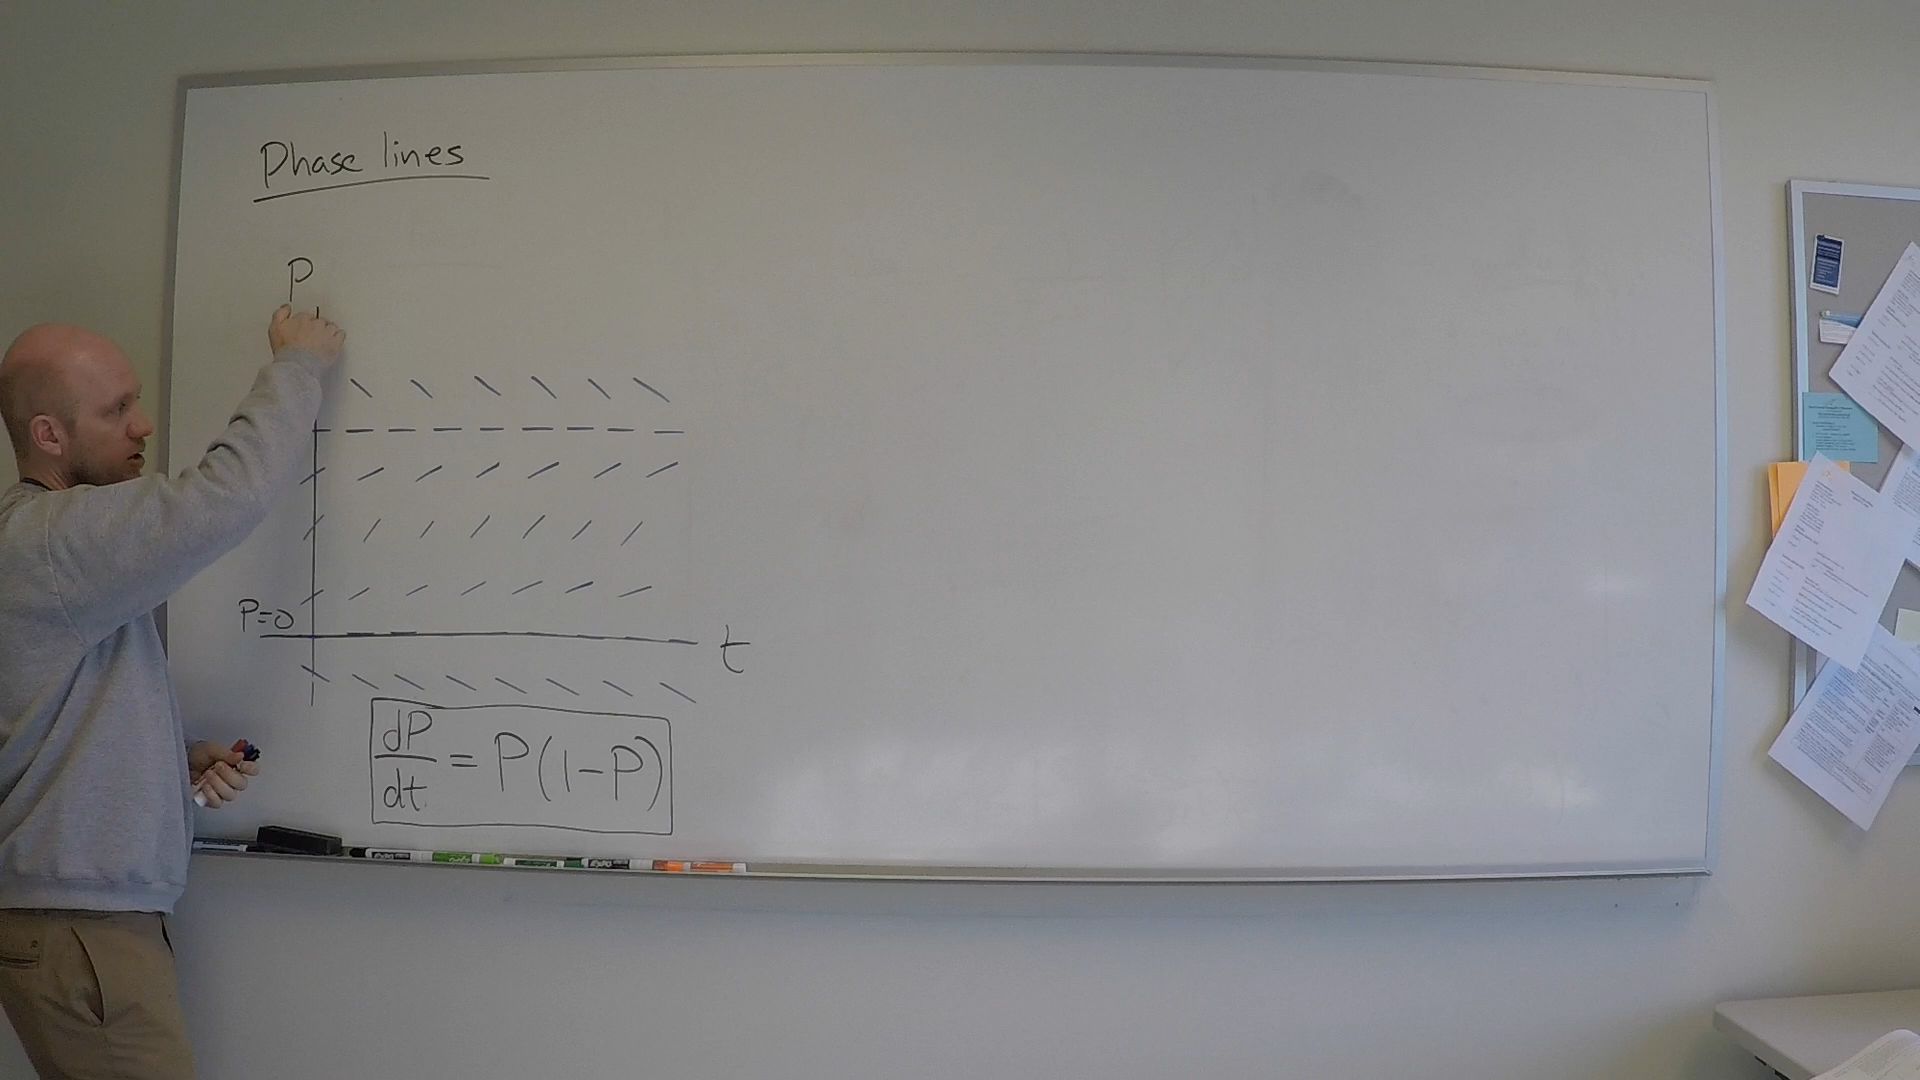 Phase lines
P
P=0
t
dP/dt = P(1-P)